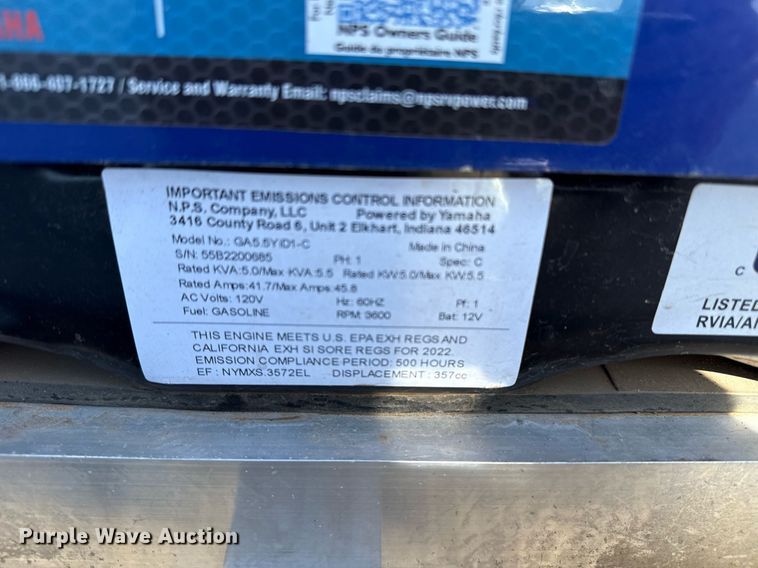 NPS Owners Guide
Guide du propriétaire NPS
-866-407-1727 / Service and Warranty Email: npsclaims@npsrvpower.com
IMPORTANT EMISSIONS CONTROL INFORMATION
N.P.S. Company, LLC Powered by Yamaha
3416 County Road 6, Unit 2 Elkhart, Indiana 46514
Model No.: GA5.5YID1-C Made in China
S/N: 55B2200685 PH: 1 Spec: C
Rated KVA:5.0/Max KVA:5.5 Rated KW:5.0/Max KW:5.5
Rated Amps:41.7/Max Amps:45.8
AC Volts: 120V Hz: 60HZ Pf: 1
Fuel: GASOLINE RPM: 3600 Bat: 12V
THIS ENGINE MEETS U.S. EPA EXH REGS AND
CALIFORNIA EXH SI SORE REGS FOR 2022.
EMISSION COMPLIANCE PERIOD: 500 HOURS
EF : NYMXS.3572EL DISPLACEMENT : 357cc
C
LISTED
RVIA/AN
Purple Wave Auction